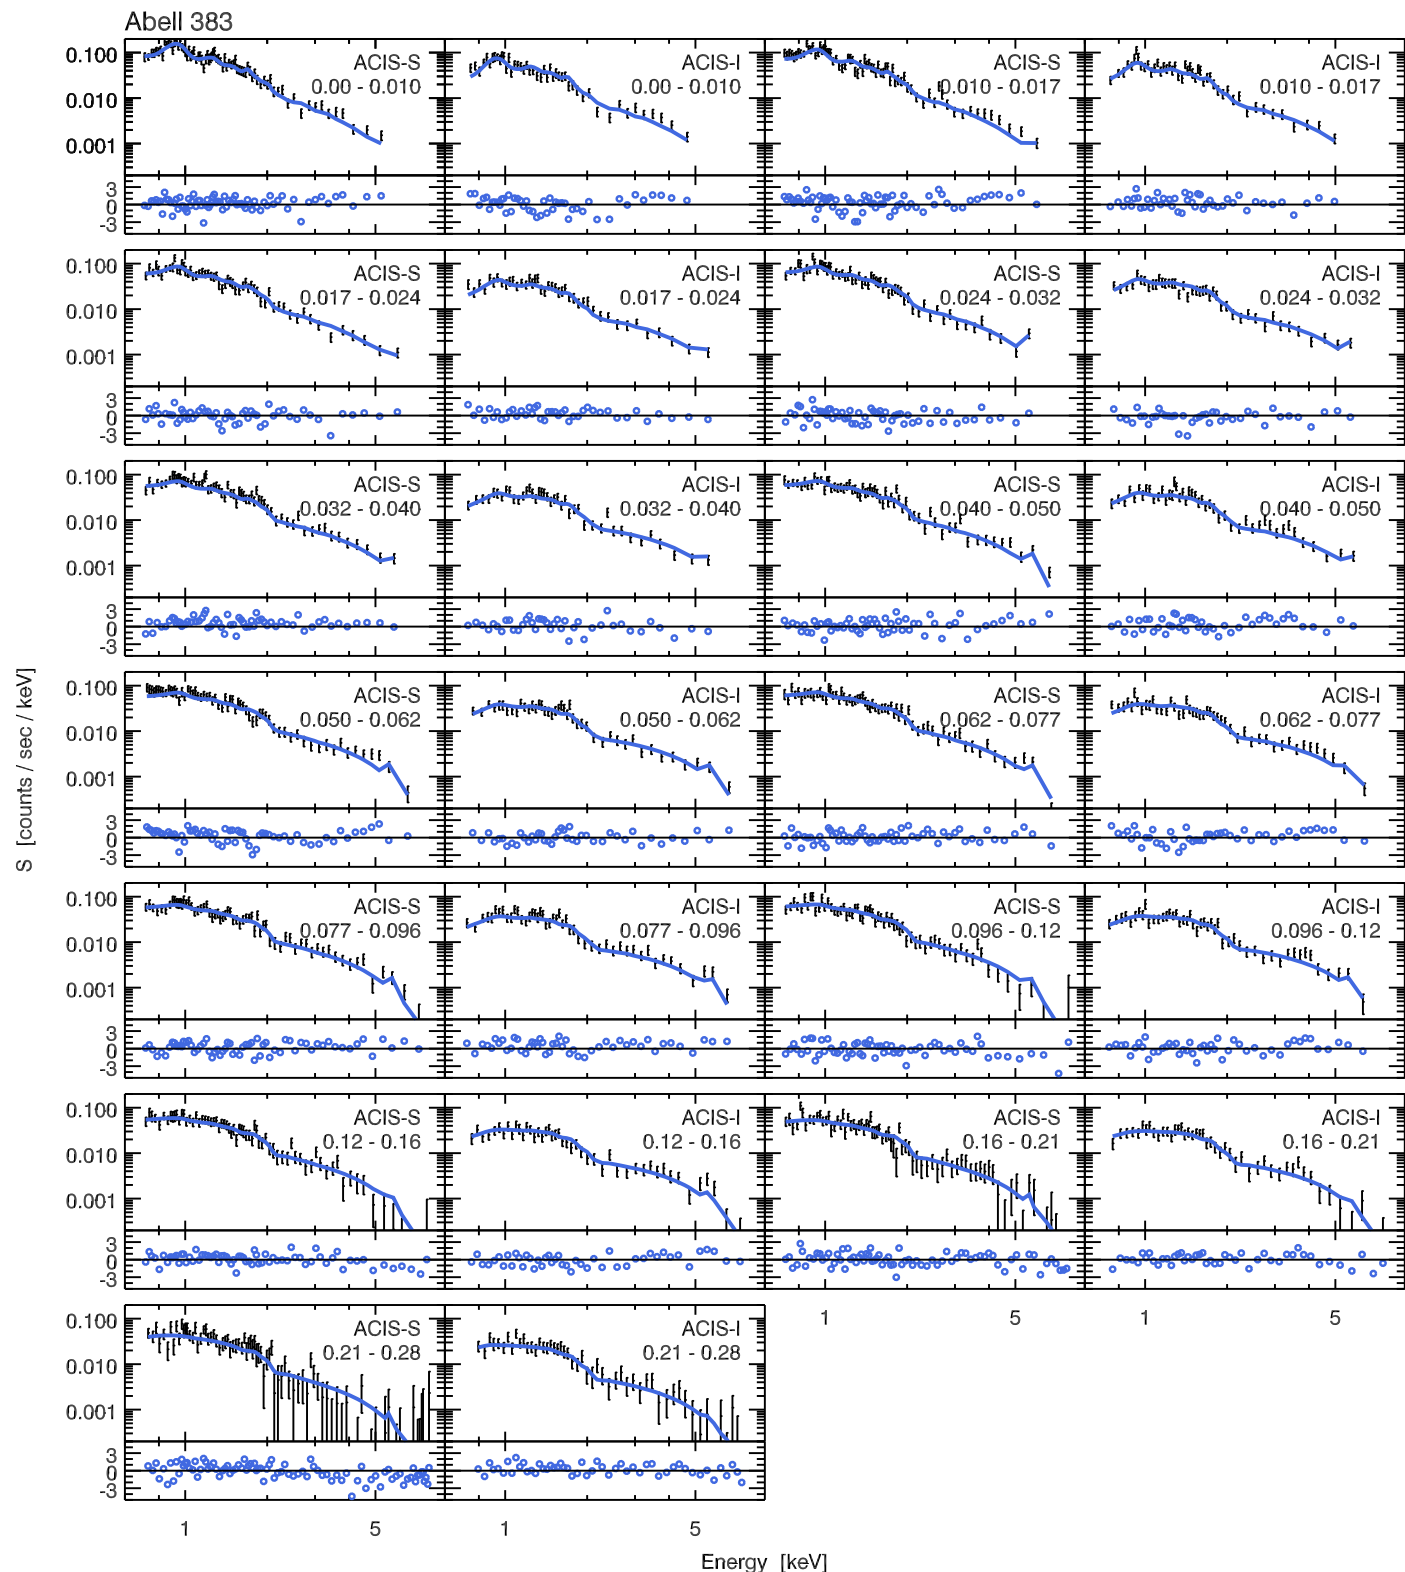 Abell 383
0.100
0.010
0.001
3
0
-3
ACIS-S
0.00 - 0.010
ACIS-I
0.00 - 0.010
ACIS-S
0.010 - 0.017
ACIS-I
0.010 - 0.017
0.100
0.010
0.001
3
0
-3
ACIS-S
0.017 - 0.024
ACIS-I
0.017 - 0.024
ACIS-S
0.024 - 0.032
ACIS-I
0.024 - 0.032
0.100
0.010
0.001
3
0
-3
ACIS-S
0.032 - 0.040
ACIS-I
0.032 - 0.040
ACIS-S
0.040 - 0.050
ACIS-I
0.040 - 0.050
S [counts / sec / keV]
0.100
0.010
0.001
3
0
-3
ACIS-S
0.050 - 0.062
ACIS-I
0.050 - 0.062
ACIS-S
0.062 - 0.077
ACIS-I
0.062 - 0.077
0.100
0.010
0.001
3
0
-3
ACIS-S
0.077 - 0.096
ACIS-I
0.077 - 0.096
ACIS-S
0.096 - 0.12
ACIS-I
0.096 - 0.12
0.100
0.010
0.001
3
0
-3
ACIS-S
0.12 - 0.16
ACIS-I
0.12 - 0.16
ACIS-S
0.16 - 0.21
ACIS-I
0.16 - 0.21
1 5 1 5
0.100
0.010
0.001
3
0
-3
ACIS-S
0.21 - 0.28
ACIS-I
0.21 - 0.28
1 5 1 5
Energy [keV]